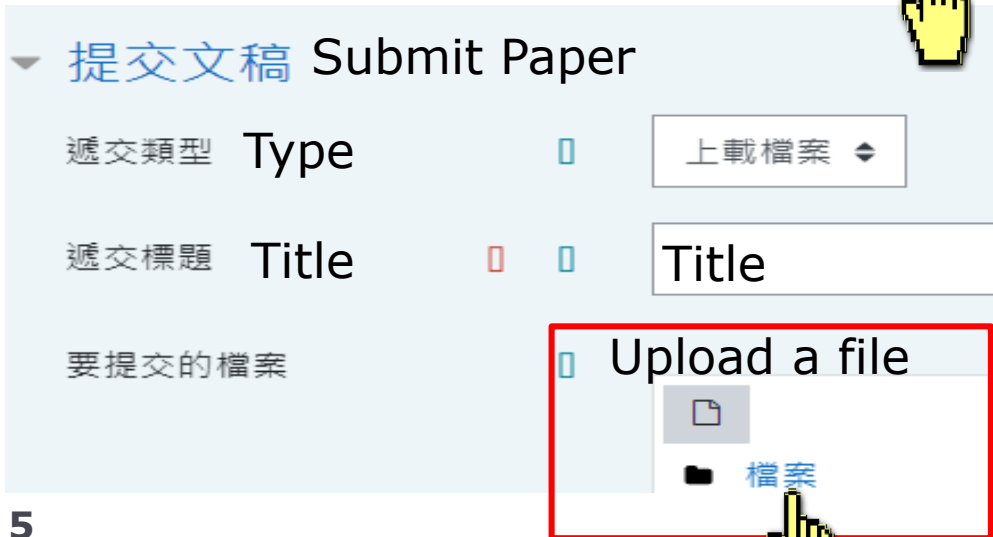 提交文稿 Submit Paper
遞交類型 Type 上載檔案
遞交標題 Title Title
要提交的檔案 Upload a file
檔案
5